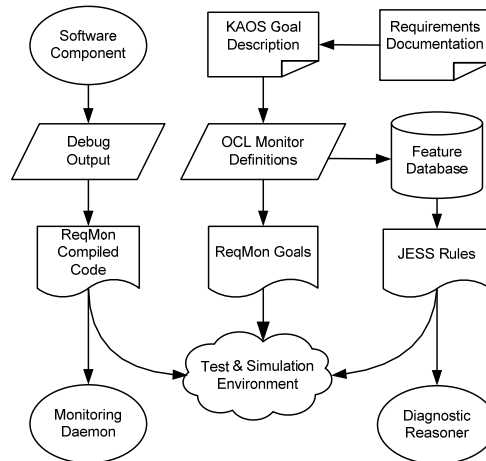 Software
Component
KAOS Goal
Description
Requirements
Documentation
Debug
Output
OCL Monitor
Definitions
Feature
Database
ReqMon
Compiled
Code
ReqMon Goals
JESS Rules
Test & Simulation
Environment
Monitoring
Daemon
Diagnostic
Reasoner